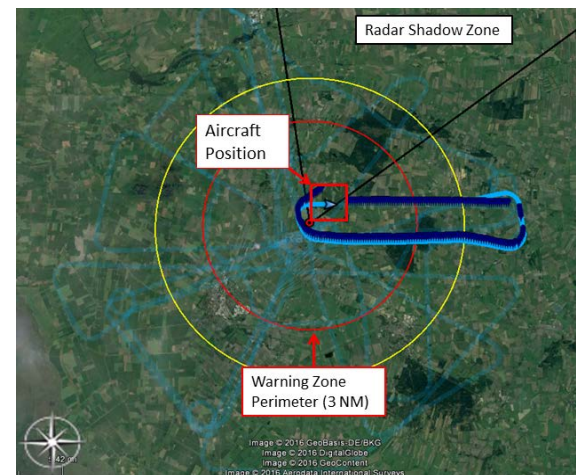 Radar Shadow Zone
Aircraft
Position
Warning Zone
Perimeter (3 NM)
Image © 2016 GeoBasis-DE/BKG
Image © 2016 DigitalGlobe
Image © 2016 GeoContent
Image © 2016 Aerodata International Surveys